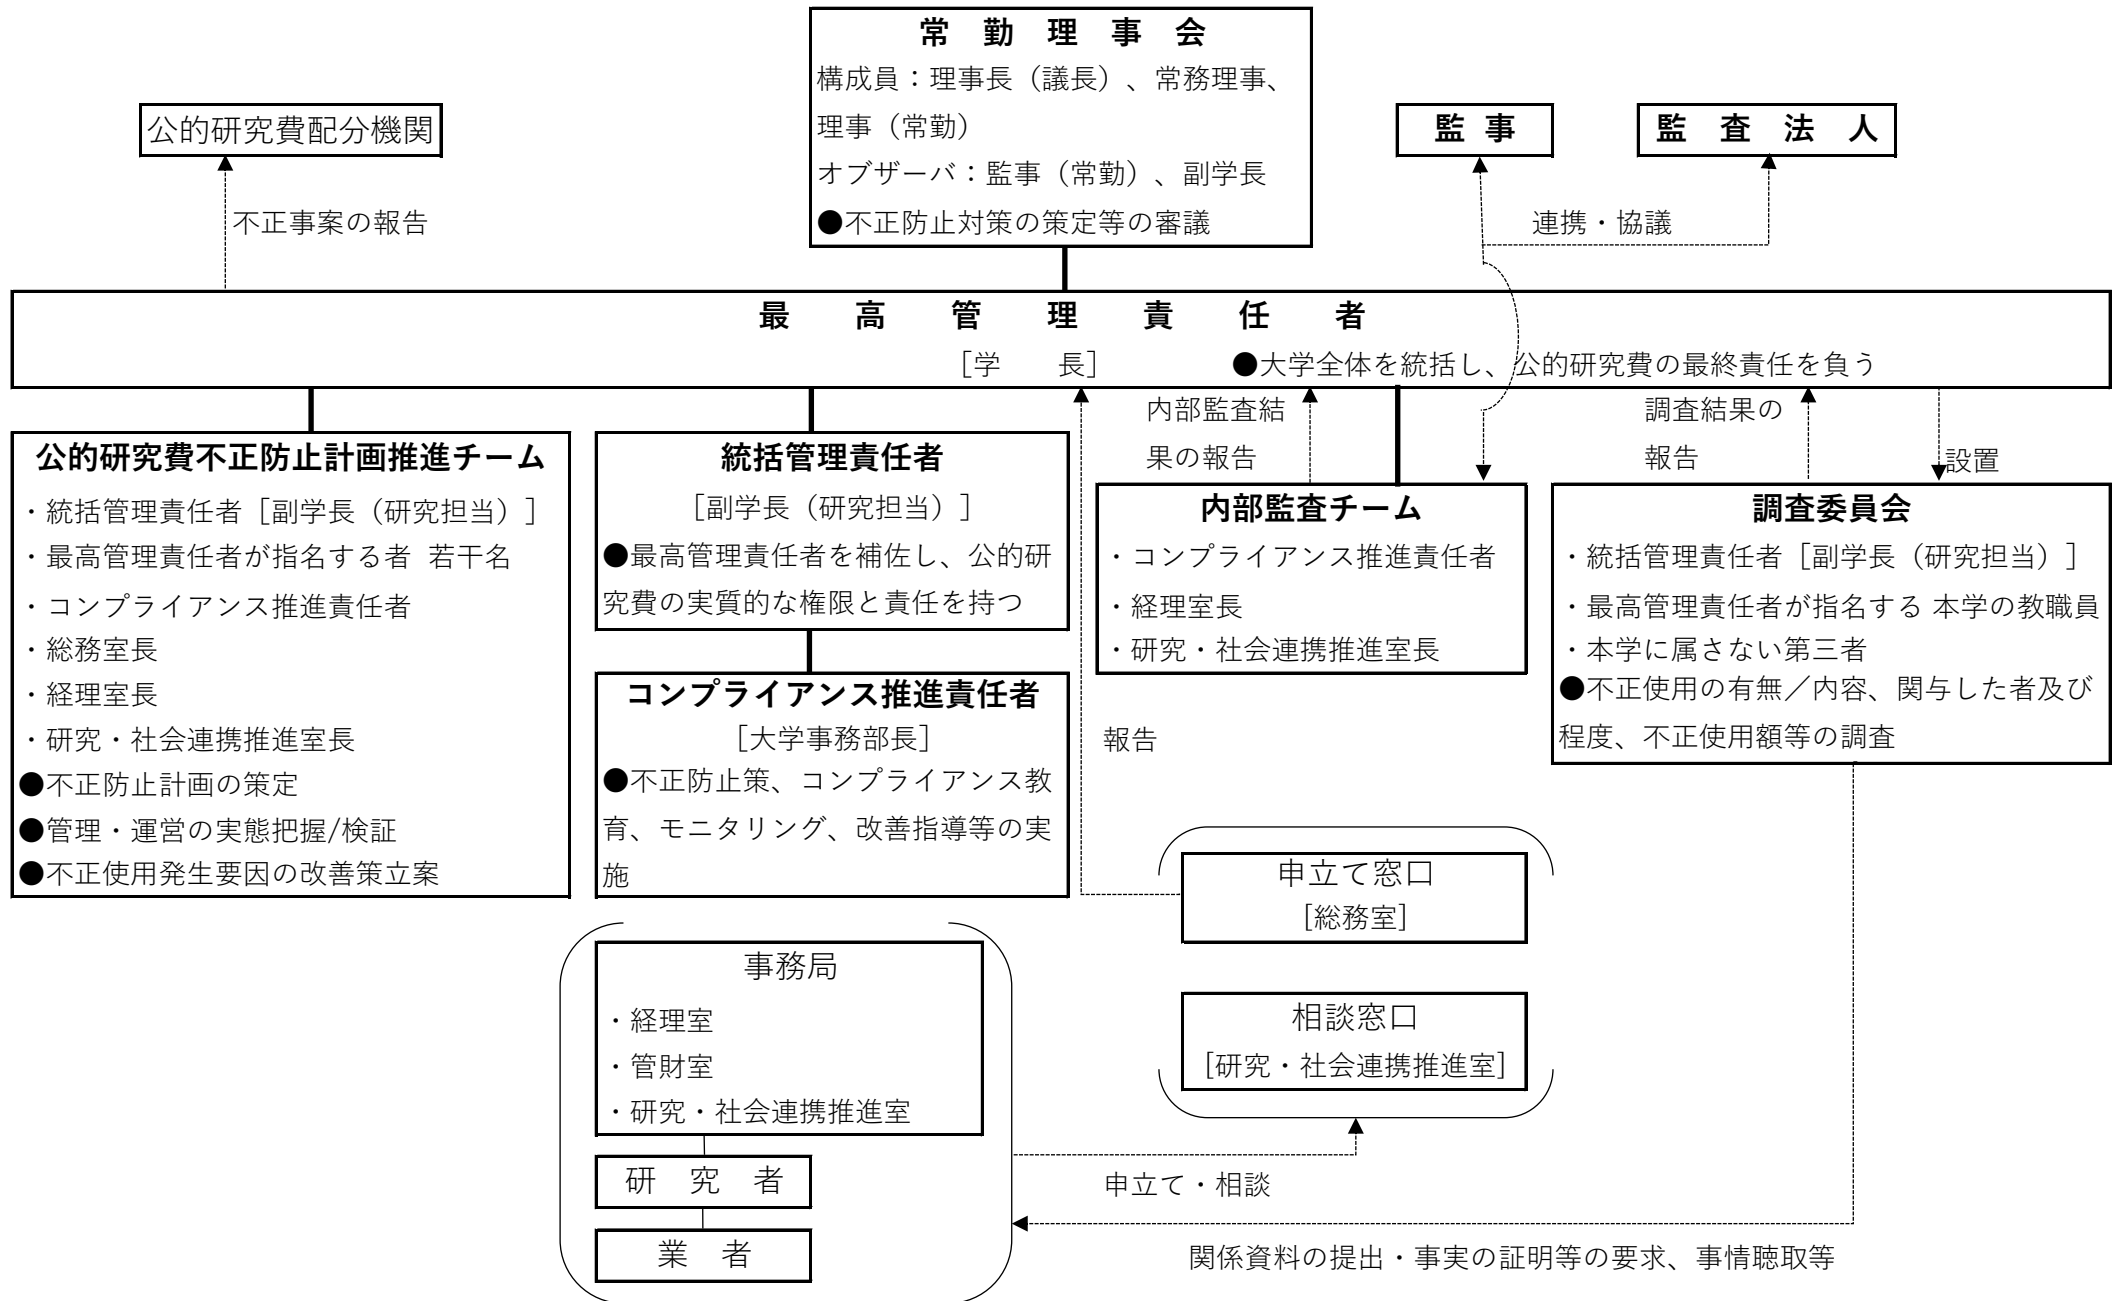 常 勤 理 事 会
構成員：理事長（議長）、常務理事、
理事（常勤）
オブザーバ：監事（常勤）、副学長
●不正防止対策の策定等の審議
公的研究費配分機関
監 事
監 査 法 人
不正事案の報告
連携・協議
最 高 管 理 責 任 者
［学 長］ ●大学全体を統括し、公的研究費の最終責任を負う
内部監査結
果の報告
調査結果の
報告
設置
公的研究費不正防止計画推進チーム
・統括管理責任者［副学長（研究担当）］
・最高管理責任者が指名する者 若干名
・コンプライアンス推進責任者
・総務室長
・経理室長
・研究・社会連携推進室長
●不正防止計画の策定
●管理・運営の実態把握/検証
●不正使用発生要因の改善策立案
統括管理責任者
［副学長（研究担当）］
●最高管理責任者を補佐し、公的研
究費の実質的な権限と責任を持つ
コンプライアンス推進責任者
［大学事務部長］
●不正防止策、コンプライアンス教
育、モニタリング、改善指導等の実
施
内部監査チーム
・コンプライアンス推進責任者
・経理室長
・研究・社会連携推進室長
調査委員会
・統括管理責任者［副学長（研究担当）］
・最高管理責任者が指名する 本学の教職員
・本学に属さない第三者
●不正使用の有無／内容、関与した者及び
程度、不正使用額等の調査
報告
申立て窓口
［総務室］
相談窓口
［研究・社会連携推進室］
事務局
・経理室
・管財室
・研究・社会連携推進室
研 究 者
業 者
申立て・相談
関係資料の提出・事実の証明等の要求、事情聴取等